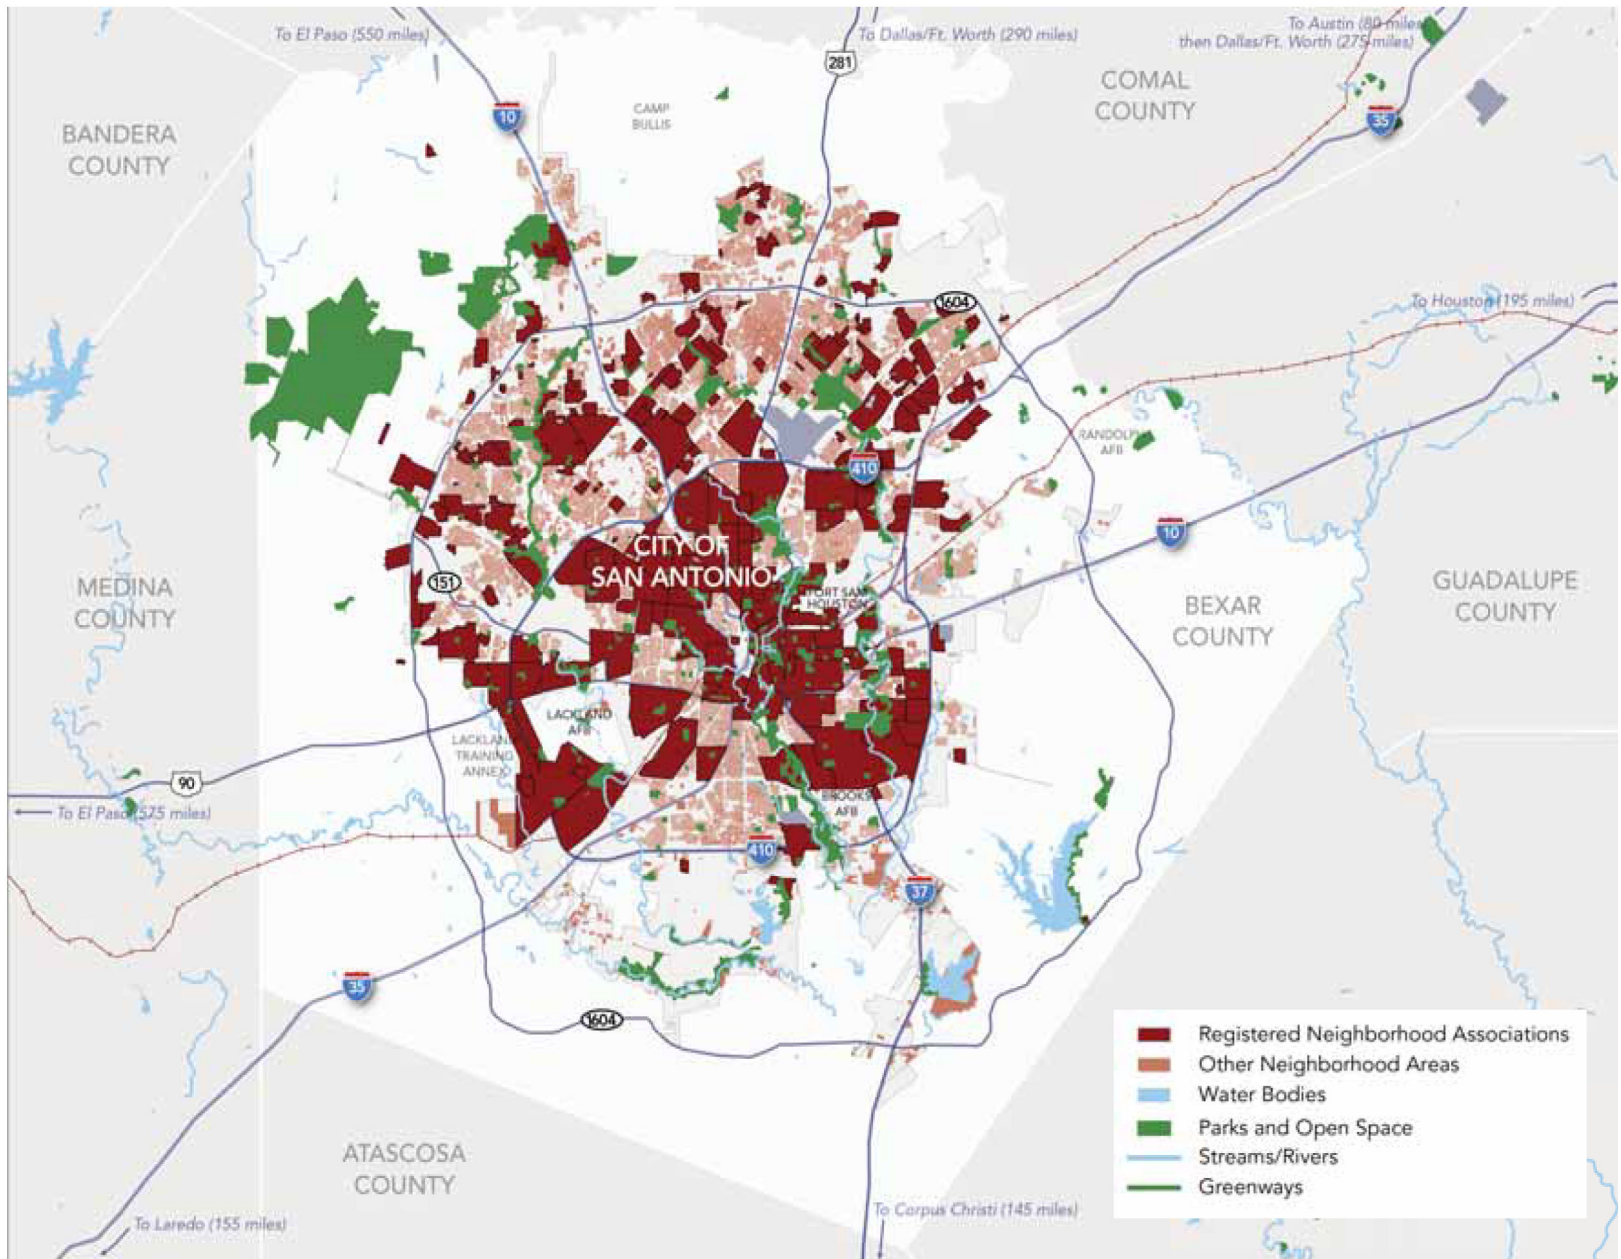 To El Paso (550 miles)
To Dallas/Ft. Worth (290 miles)
To Austin (80 miles)
then Dallas/Ft. Worth (275 miles)
281
COMAL
COUNTY
CAMP
BULLIS
10
35
BANDERA
COUNTY
1604
To Houston (195 miles)
RANDOLPH
AFB
410
10
CITY OF
SAN ANTONIO
151
FORT SAM
HOUSTON
MEDINA
COUNTY
BEXAR
COUNTY
GUADALUPE
COUNTY
LACKLAND
AFB
LACKLAND
TRAINING
ANNEX
90
To El Paso (575 miles)
BROOKS
AFB
410
37
35
1604
Registered Neighborhood Associations
Other Neighborhood Areas
Water Bodies
Parks and Open Space
Streams/Rivers
Greenways
ATASCOSA
COUNTY
To Laredo (155 miles)
To Corpus Christi (145 miles)